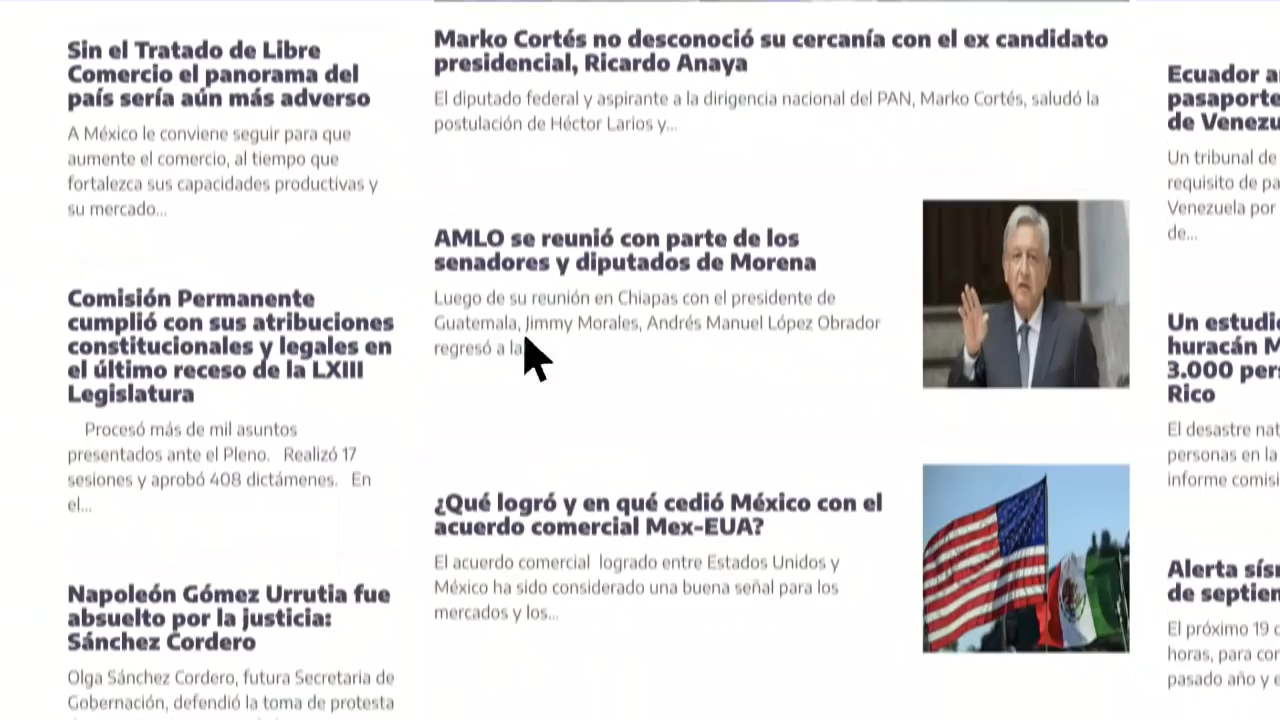 Sin el Tratado de Libre
Comercio el panorama del
país sería aún más adverso
A México le conviene seguir para que
aumente el comercio, al tiempo que
fortalezca sus capacidades productivas y
su mercado...
Comisión Permanente
cumplió con sus atribuciones
constitucionales y legales en
el último receso de la LXIII
Legislatura
Procesó más de mil asuntos
presentados ante el Pleno. Realizó 17
sesiones y aprobó 408 dictámenes. En
el...
Napoleón Gómez Urrutia fue
absuelto por la justicia:
Sánchez Cordero
Olga Sánchez Cordero, futura Secretaria de
Gobernación, defendió la toma de protesta
Marko Cortés no desconoció su cercanía con el ex candidato
presidencial, Ricardo Anaya
El diputado federal y aspirante a la dirigencia nacional del PAN, Marko Cortés, saludó la
postulación de Héctor Larios y...
AMLO se reunió con parte de los
senadores y diputados de Morena
Luego de su reunión en Chiapas con el presidente de
Guatemala, Jimmy Morales, Andrés Manuel López Obrador
regresó a la
¿Qué logró y en qué cedió México con el
acuerdo comercial Mex-EUA?
El acuerdo comercial logrado entre Estados Unidos y
México ha sido considerado una buena señal para los
mercados y los...
Ecuador
pasaporte
de Venezu
Un tribunal de
requisito de pa
Venezuela por
de...
Un estudi
huracán M
3.000 per
Rico
El desastre nat
personas en la
informe comisi
Alerta sís
de septie
El próximo 19
horas, para co
pasado año y e